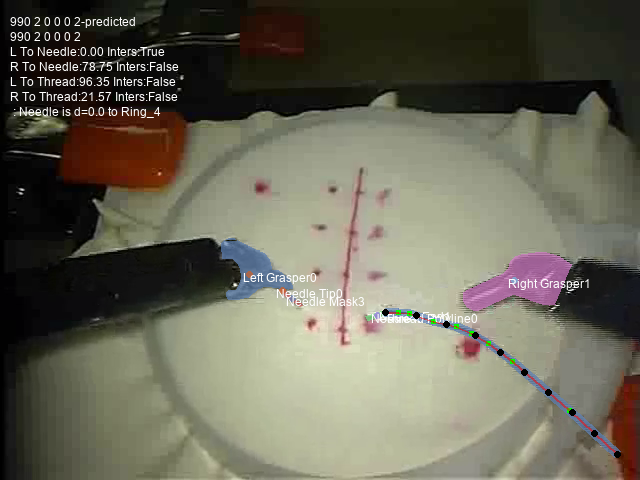 990 2 0 0 0 2-predicted
990 2 0 0 0 2
L To Needle:0.00 Inters:True
R To Needle:78.75 Inters:False
L To Thread:96.35 Inters:False
R To Thread:21.57 Inters:False
: Needle is d=0.0 to Ring_4
Left Grasper0
Right Grasper1
Needle Tip0
Needle Mask3